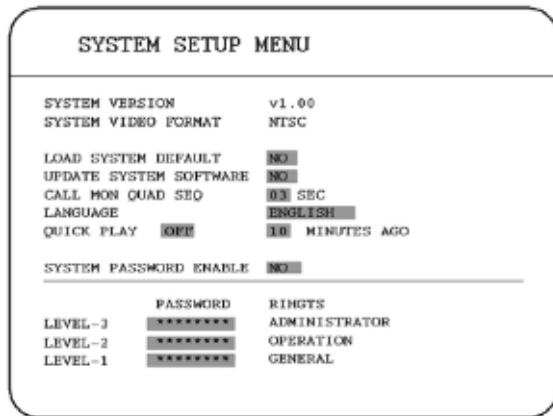 SYSTEM SETUP MENU
SYSTEM VERSION v1.00
SYSTEM VIDEO FORMAT NTSC
LOAD SYSTEM DEFAULT NO
UPDATE SYSTEM SOFTWARE NO
CALL MON QUAD SEQ 03 SEC
LANGUAGE ENGLISH
QUICK PLAY OFF 10 MINUTES AGO
SYSTEM PASSWORD ENABLE NO
PASSWORD RIHGTS
LEVEL-3 ******** ADMINISTRATOR
LEVEL-2 ******** OPERATION
LEVEL-1 ******** GENERAL